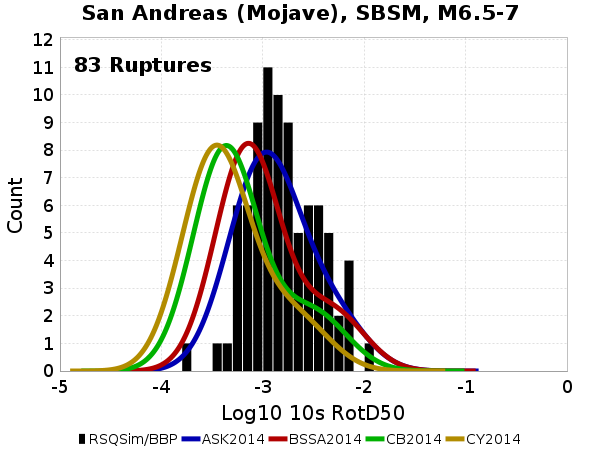 San Andreas (Mojave), SBSM, M6.5-7
83 Ruptures
12
11
10
9
8
7
6
5
4
3
2
1
0
Count
-5 -4 -3 -2 -1 0
Log10 10s RotD50
RSQSim/BBP ASK2014 BSSA2014 CB2014 CY2014